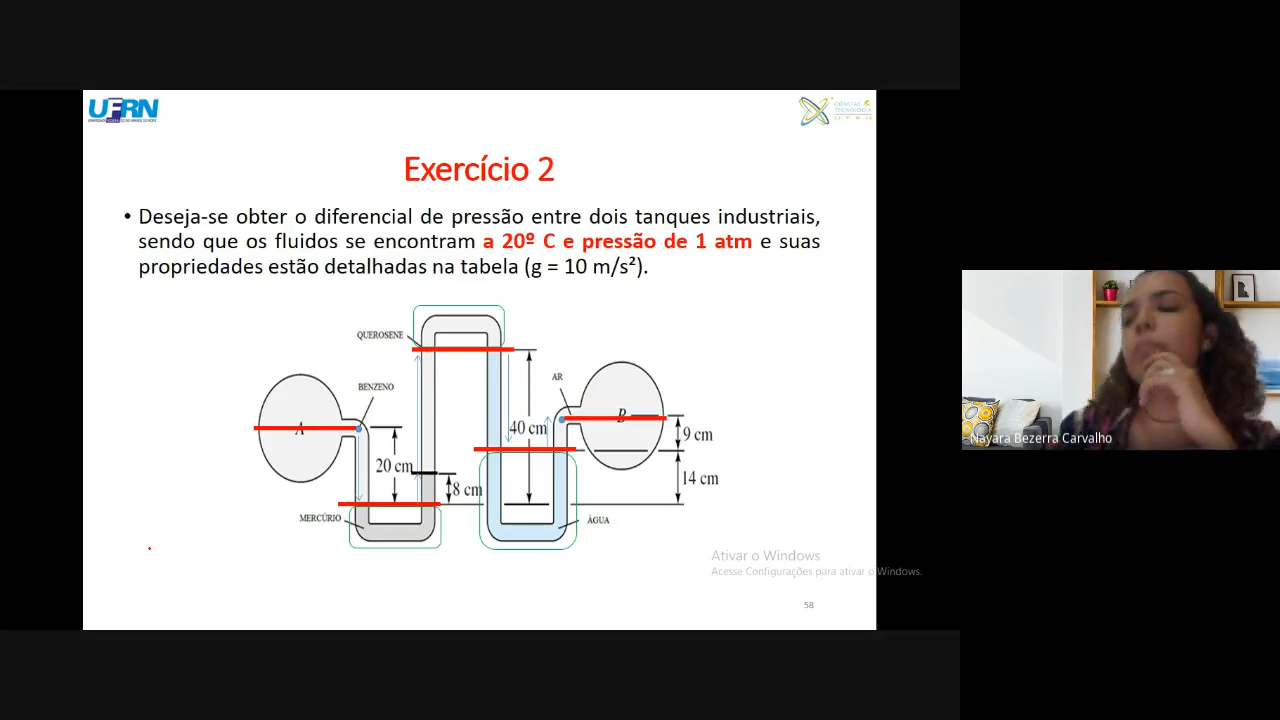 UFRN
CIÊNCIAS &
TECNOLOGIA
UFRN
Exercício 2
• Deseja-se obter o diferencial de pressão entre dois tanques industriais,
sendo que os fluidos se encontram a 20º C e pressão de 1 atm e suas
propriedades estão detalhadas na tabela (g = 10 m/s²).
QUEROSENE
BENZENO
AR
A
B
40 cm
9 cm
20 cm
8 cm
14 cm
MERCÚRIO
ÁGUA
Nayara Bezerra Carvalho
Ativar o Windows
Acesse Configurações para ativar o Windows.
58